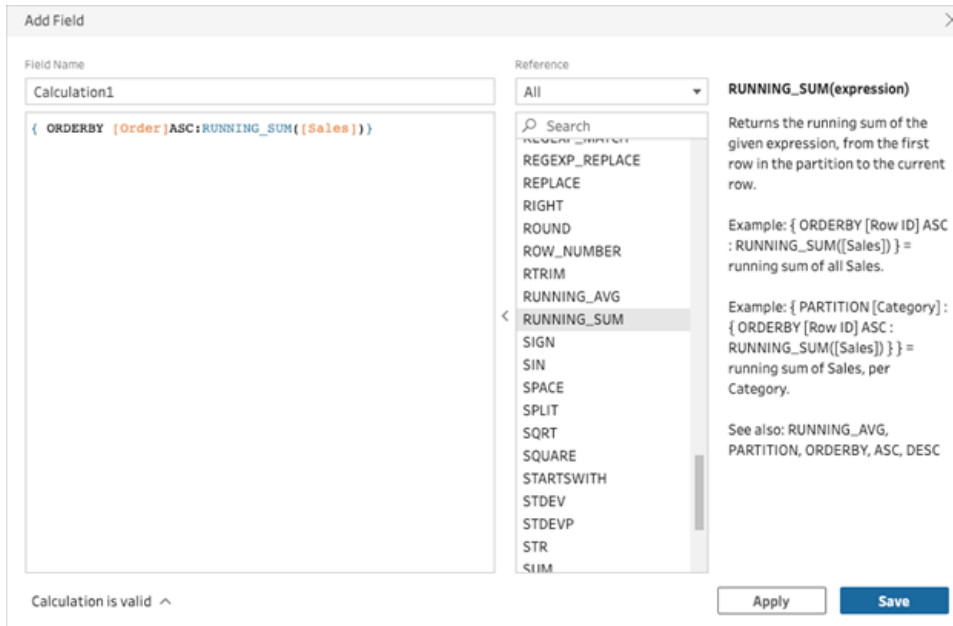 Add Field
Field Name
Calculation1
{ ORDERBY [Order]ASC:RUNNING_SUM([Sales])}
Reference
All
Search
REGEXP_MATCH
REGEXP_REPLACE
REPLACE
RIGHT
ROUND
ROW_NUMBER
RTRIM
RUNNING_AVG
RUNNING_SUM
SIGN
SIN
SPACE
SPLIT
SQRT
SQUARE
STARTSWITH
STDEV
STDEVP
STR
SUM
RUNNING_SUM(expression)
Returns the running sum of the
given expression, from the first
row in the partition to the current
row.
Example: { ORDERBY [Row ID] ASC
: RUNNING_SUM([Sales]) } =
running sum of all Sales.
Example: { PARTITION [Category] :
{ ORDERBY [Row ID] ASC :
RUNNING_SUM([Sales]) } } =
running sum of Sales, per
Category.
See also: RUNNING_AVG,
PARTITION, ORDERBY, ASC, DESC
Calculation is valid
Apply
Save